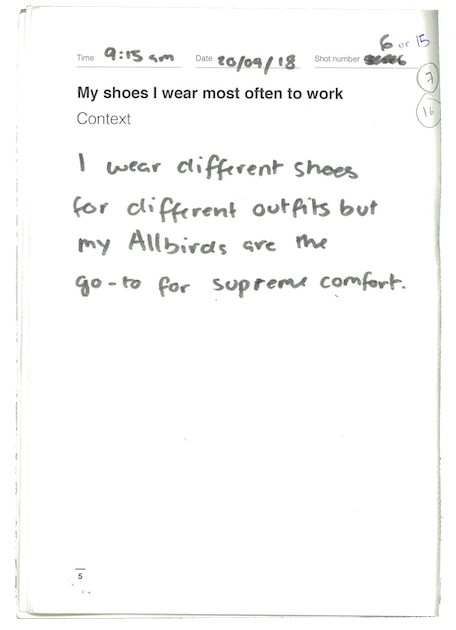 6 or 15
Time 9:15 am Date 20/09/18 Shot number
7
My shoes I wear most often to work
16
Context
I wear different shoes
for different outfits but
my Allbirds are the
go-to for supreme comfort.
5